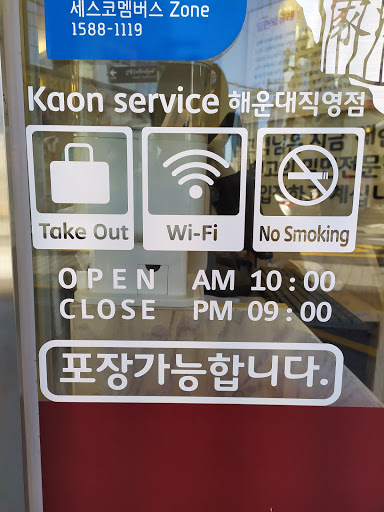 세스코멤버스 Zone
1588-1119
Kaon service 해운대직영점
Take Out
Wi-Fi
No Smoking
OPEN AM 10:00
CLOSE PM 09:00
포장가능합니다.